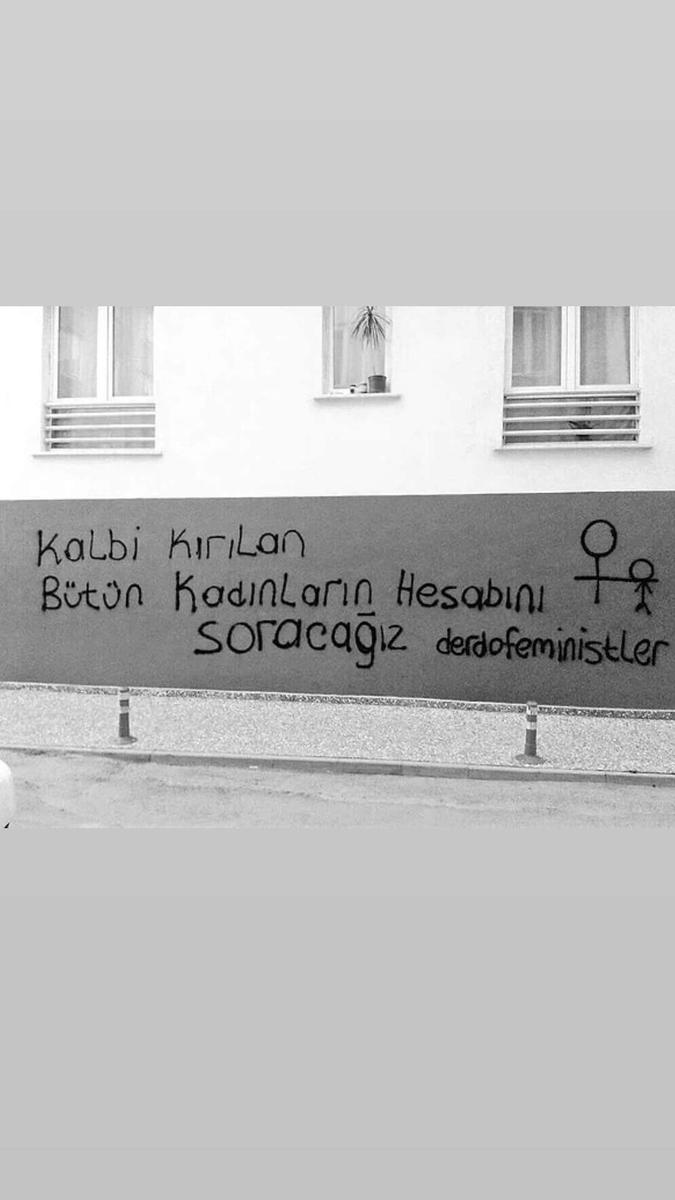 Kalbi Kırılan
Bütün Kadınların Hesabını
Soracağız derdofeministler